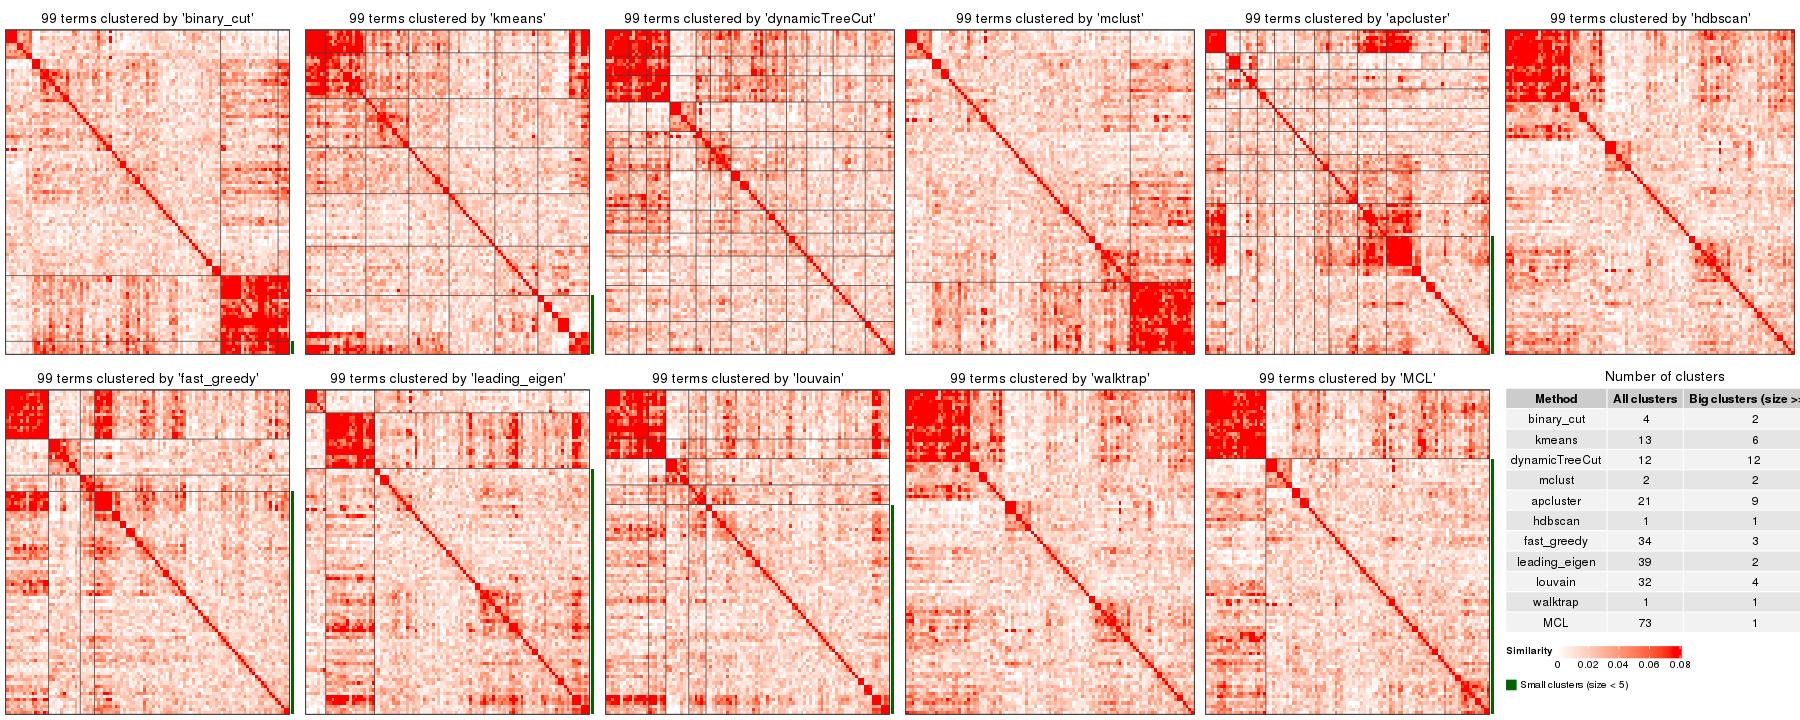 99 terms clustered by 'binary_cut'
99 terms clustered by 'kmeans'
99 terms clustered by 'dynamicTreeCut'
99 terms clustered by 'mclust'
99 terms clustered by 'apcluster'
99 terms clustered by 'hdbscan'
99 terms clustered by 'fast_greedy'
99 terms clustered by 'leading_eigen'
99 terms clustered by 'louvain'
99 terms clustered by 'walktrap'
99 terms clustered by 'MCL'
Number of clusters
Method All clusters Big clusters (size >
binary_cut 4 2
kmeans 13 6
dynamicTreeCut 12 12
mclust 2 2
apcluster 21 9
hdbscan 1 1
fast_greedy 34 3
leading_eigen 39 2
louvain 32 4
walktrap 1 1
MCL 73 1
Similarity
0 0.02 0.04 0.06 0.08
Small clusters (size < 5)